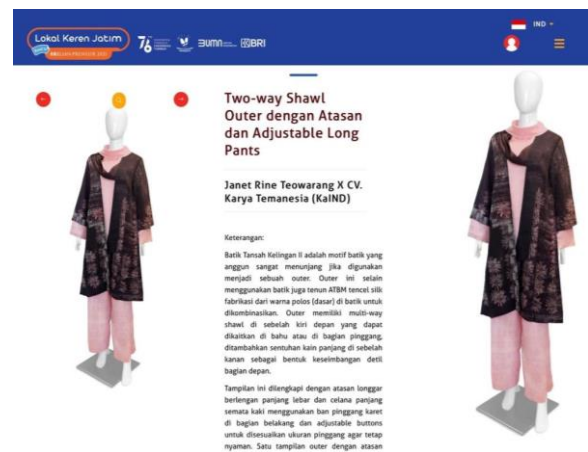 IND
Lokal Keren Jatim
76
BUMN
BRI
Two-way Shawl
Outer dengan Atasan
dan Adjustable Long
Pants
Janet Rine Teowarang X CV.
Karya Temanesia (KaIND)
Keterangan:
Batik Tansah Kelingan II adalah motif batik yang
anggun sangat menunjang jika digunakan
menjadi sebuah outer. Outer ini selain
menggunakan batik juga tenun ATBM tencel silk
fabrikasi dari warna polos (dasar) di batik untuk
dikombinasikan. Outer memiliki multi-way
shawl di sebelah kiri depan yang dapat
dikaitkan di bahu atau di bagian pinggang,
ditambahkan sentuhan kain panjang di sebelah
kanan sebagai bentuk keseimbangan detil
bagian depan.
Tampilan ini dilengkapi dengan atasan longgar
berlengan panjang lebar dan celana panjang
semata kaki menggunakan ban pinggang karet
di bagian belakang dan adjustable buttons
untuk disesuaikan ukuran pinggang agar tetap
nyaman. Satu tampilan outer dengan atasan